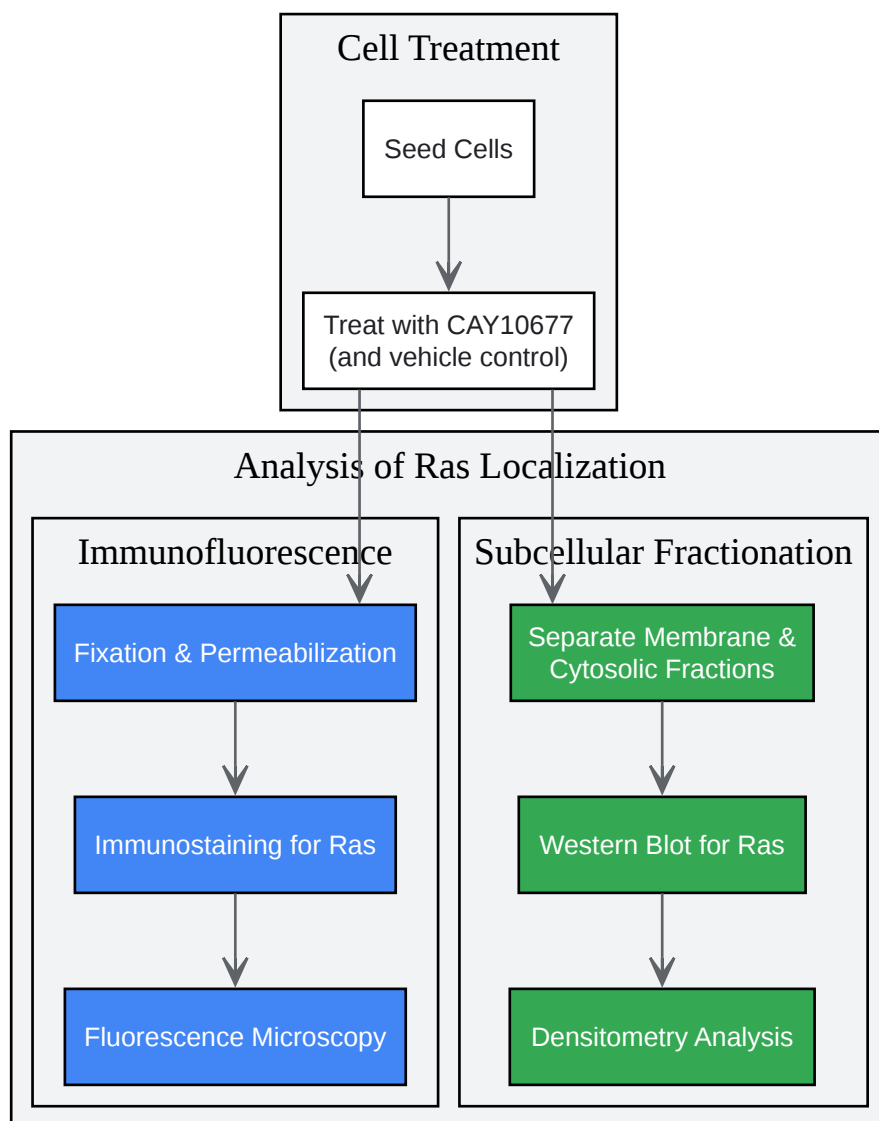 Cell Treatment
Seed Cells
Treat with CAY10677
(and vehicle control)
Analysis of Ras Localization
Immunofluorescence
Fixation & Permeabilization
Immunostaining for Ras
Fluorescence Microscopy
Subcellular Fractionation
Separate Membrane &
Cytosolic Fractions
Western Blot for Ras
Densitometry Analysis